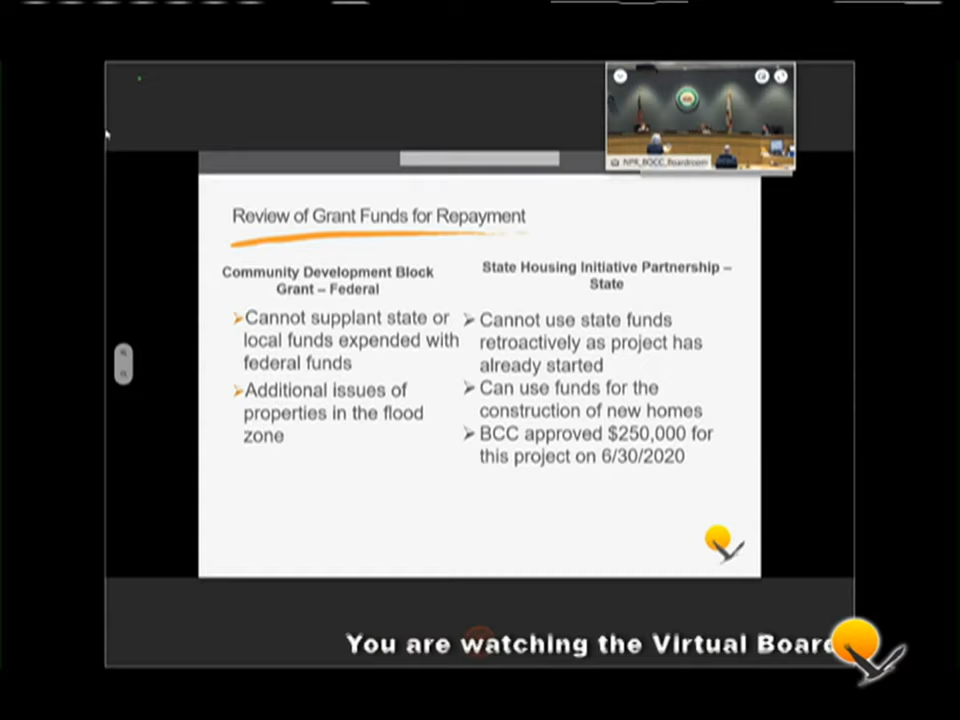 NPR_BOCC_Boardroom
Review of Grant Funds for Repayment
Community Development Block
Grant – Federal
Cannot supplant state or
local funds expended with
federal funds
Additional issues of
properties in the flood
zone
State Housing Initiative Partnership –
State
Cannot use state funds
retroactively as project has
already started
Can use funds for the
construction of new homes
BCC approved $250,000 for
this project on 6/30/2020
You are watching the Virtual Board